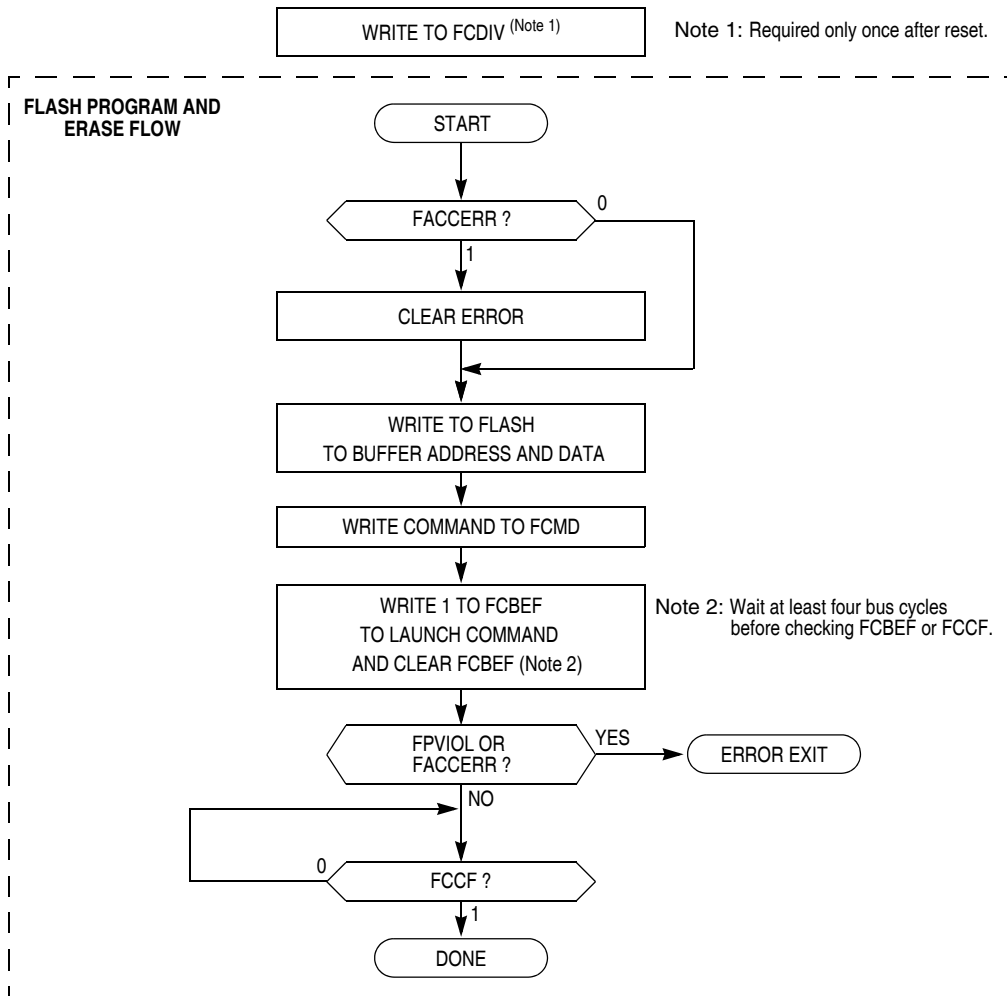 WRITE TO FCDIV (Note 1)
Note 1: Required only once after reset.
FLASH PROGRAM AND
ERASE FLOW
START
FACCERR ?
0
1
CLEAR ERROR
WRITE TO FLASH
TO BUFFER ADDRESS AND DATA
WRITE COMMAND TO FCMD
WRITE 1 TO FCBEF
TO LAUNCH COMMAND
AND CLEAR FCBEF (Note 2)
Note 2: Wait at least four bus cycles
before checking FCBEF or FCCF.
FPVIOL OR
FACCERR ?
YES
ERROR EXIT
NO
0
FCCF ?
1
DONE